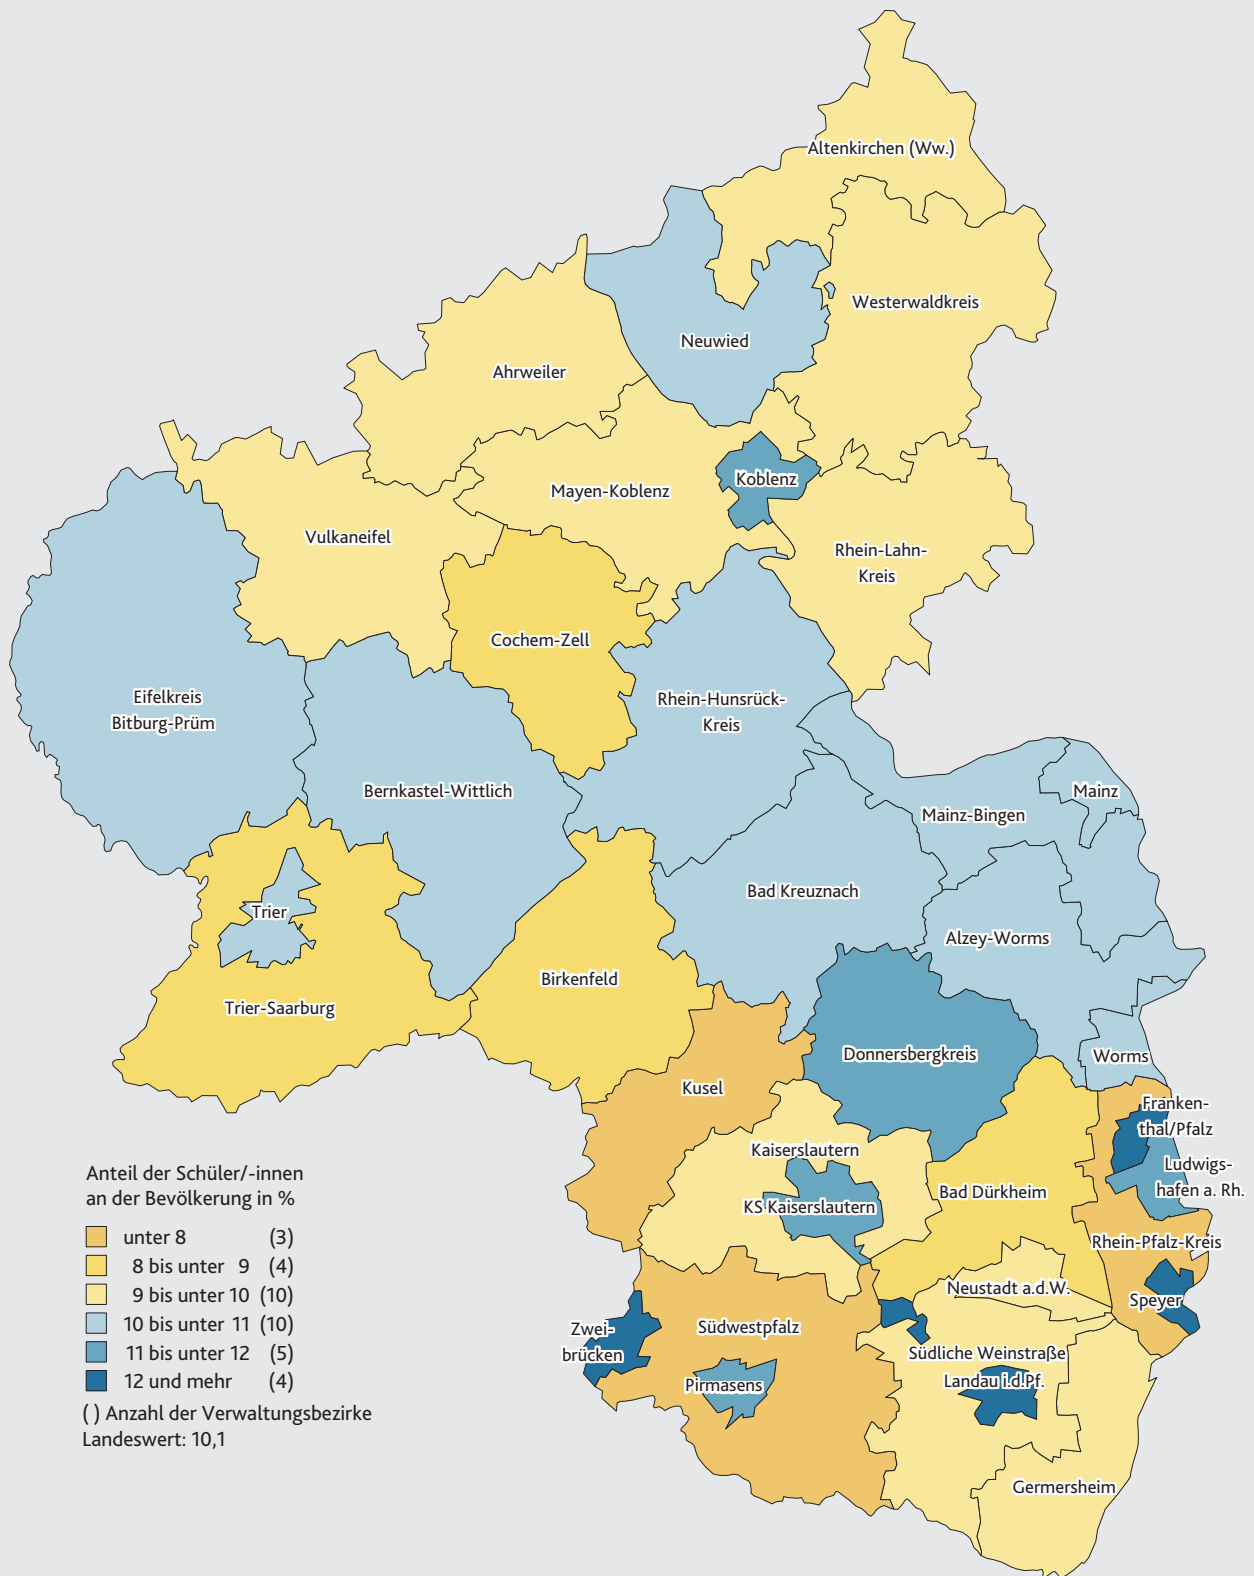 Altenkirchen (Ww.)
Westerwaldkreis
Neuwied
Ahrweiler
Koblenz
Mayen-Koblenz
Vulkaneifel
Rhein-Lahn-
Kreis
Cochem-Zell
Eifelkreis
Bitburg-Prüm
Rhein-Hunsrück-
Kreis
Bernkastel-Wittlich
Mainz
Mainz-Bingen
Bad Kreuznach
Trier
Alzey-Worms
Birkenfeld
Trier-Saarburg
Donnersbergkreis
Worms
Kusel
Franken-
thal/Pfalz
Kaiserslautern
Ludwigs-
hafen a. Rh.
Bad Dürkheim
KS Kaiserslautern
Rhein-Pfalz-Kreis
Neustadt a.d.W.
Speyer
Zwei-
brücken
Südwestpfalz
Südliche Weinstraße
Landau i.d.Pf.
Pirmasens
Germersheim
Anteil der Schüler/-innen
an der Bevölkerung in %
unter 8 (3)
8 bis unter 9 (4)
9 bis unter 10 (10)
10 bis unter 11 (10)
11 bis unter 12 (5)
12 und mehr (4)
( ) Anzahl der Verwaltungsbezirke
Landeswert: 10,1